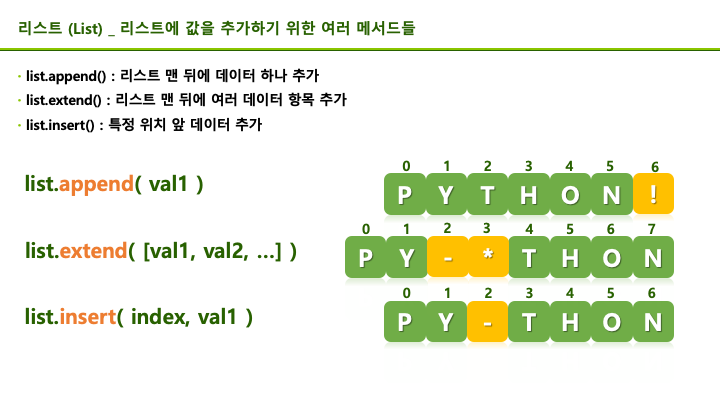 리스트 (List) _ 리스트에 값을 추가하기 위한 여러 메서드들
· list.append() : 리스트 맨 뒤에 데이터 하나 추가
· list.extend() : 리스트 맨 뒤에 여러 데이터 항목 추가
· list.insert() : 특정 위치 앞 데이터 추가
list.append( val1 )
0 1 2 3 4 5 6
P Y T H O N !
list.extend( [val1, val2, ...] )
0 1 2 3 4 5 6 7
P Y - * T H O N
list.insert( index, val1 )
0 1 2 3 4 5 6
P Y - T H O N